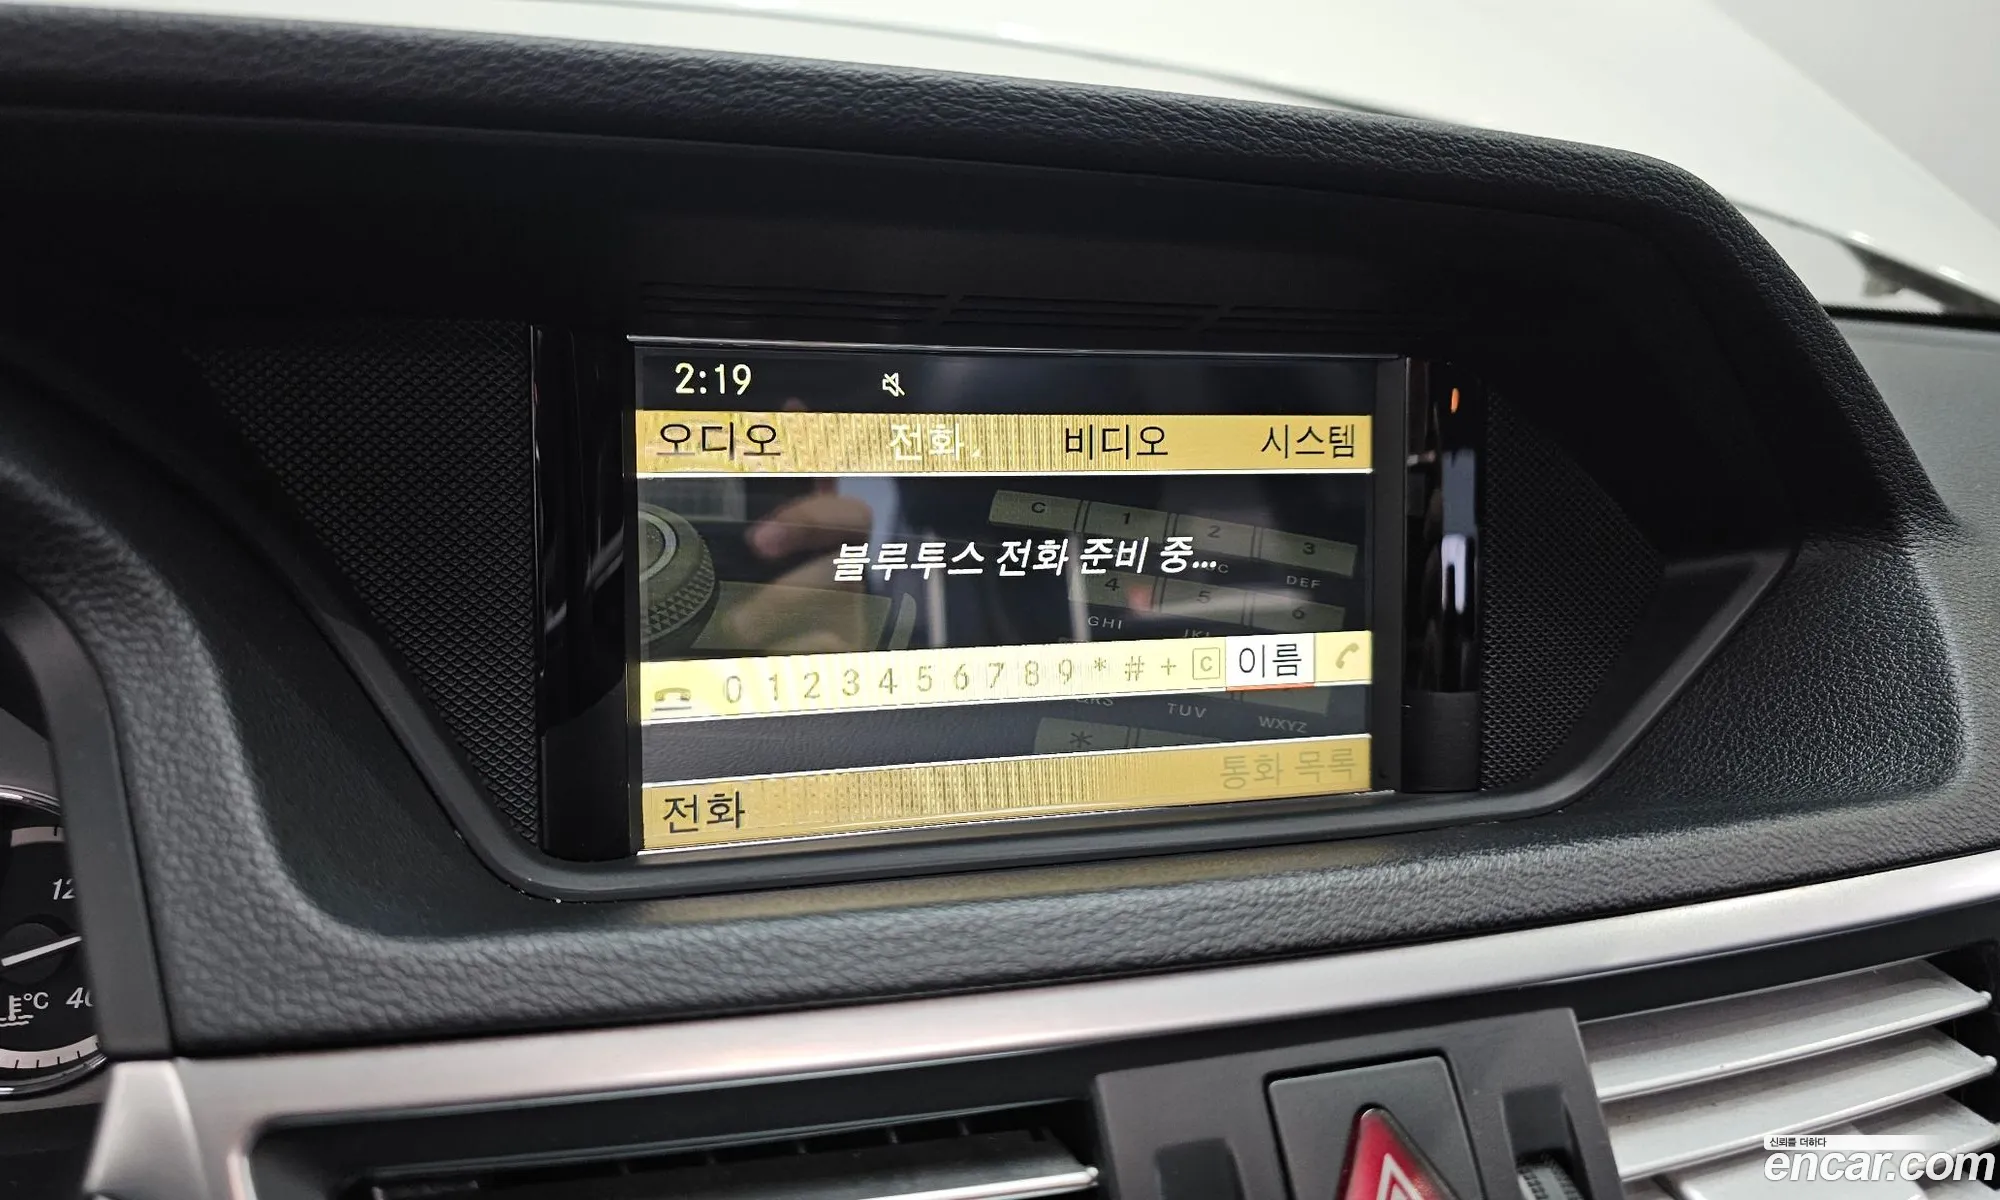 2:19
오디오 전화 비디오 시스템
C 1 2 3
블루투스 전화 준비 중...
DEF
4 5 6
GHI
0 1 2 3 4 5 6 7 8 9 * # + C 이름
TUV WXYZ
*
통화 목록
전화
°C
신뢰를 더하다
encar.com